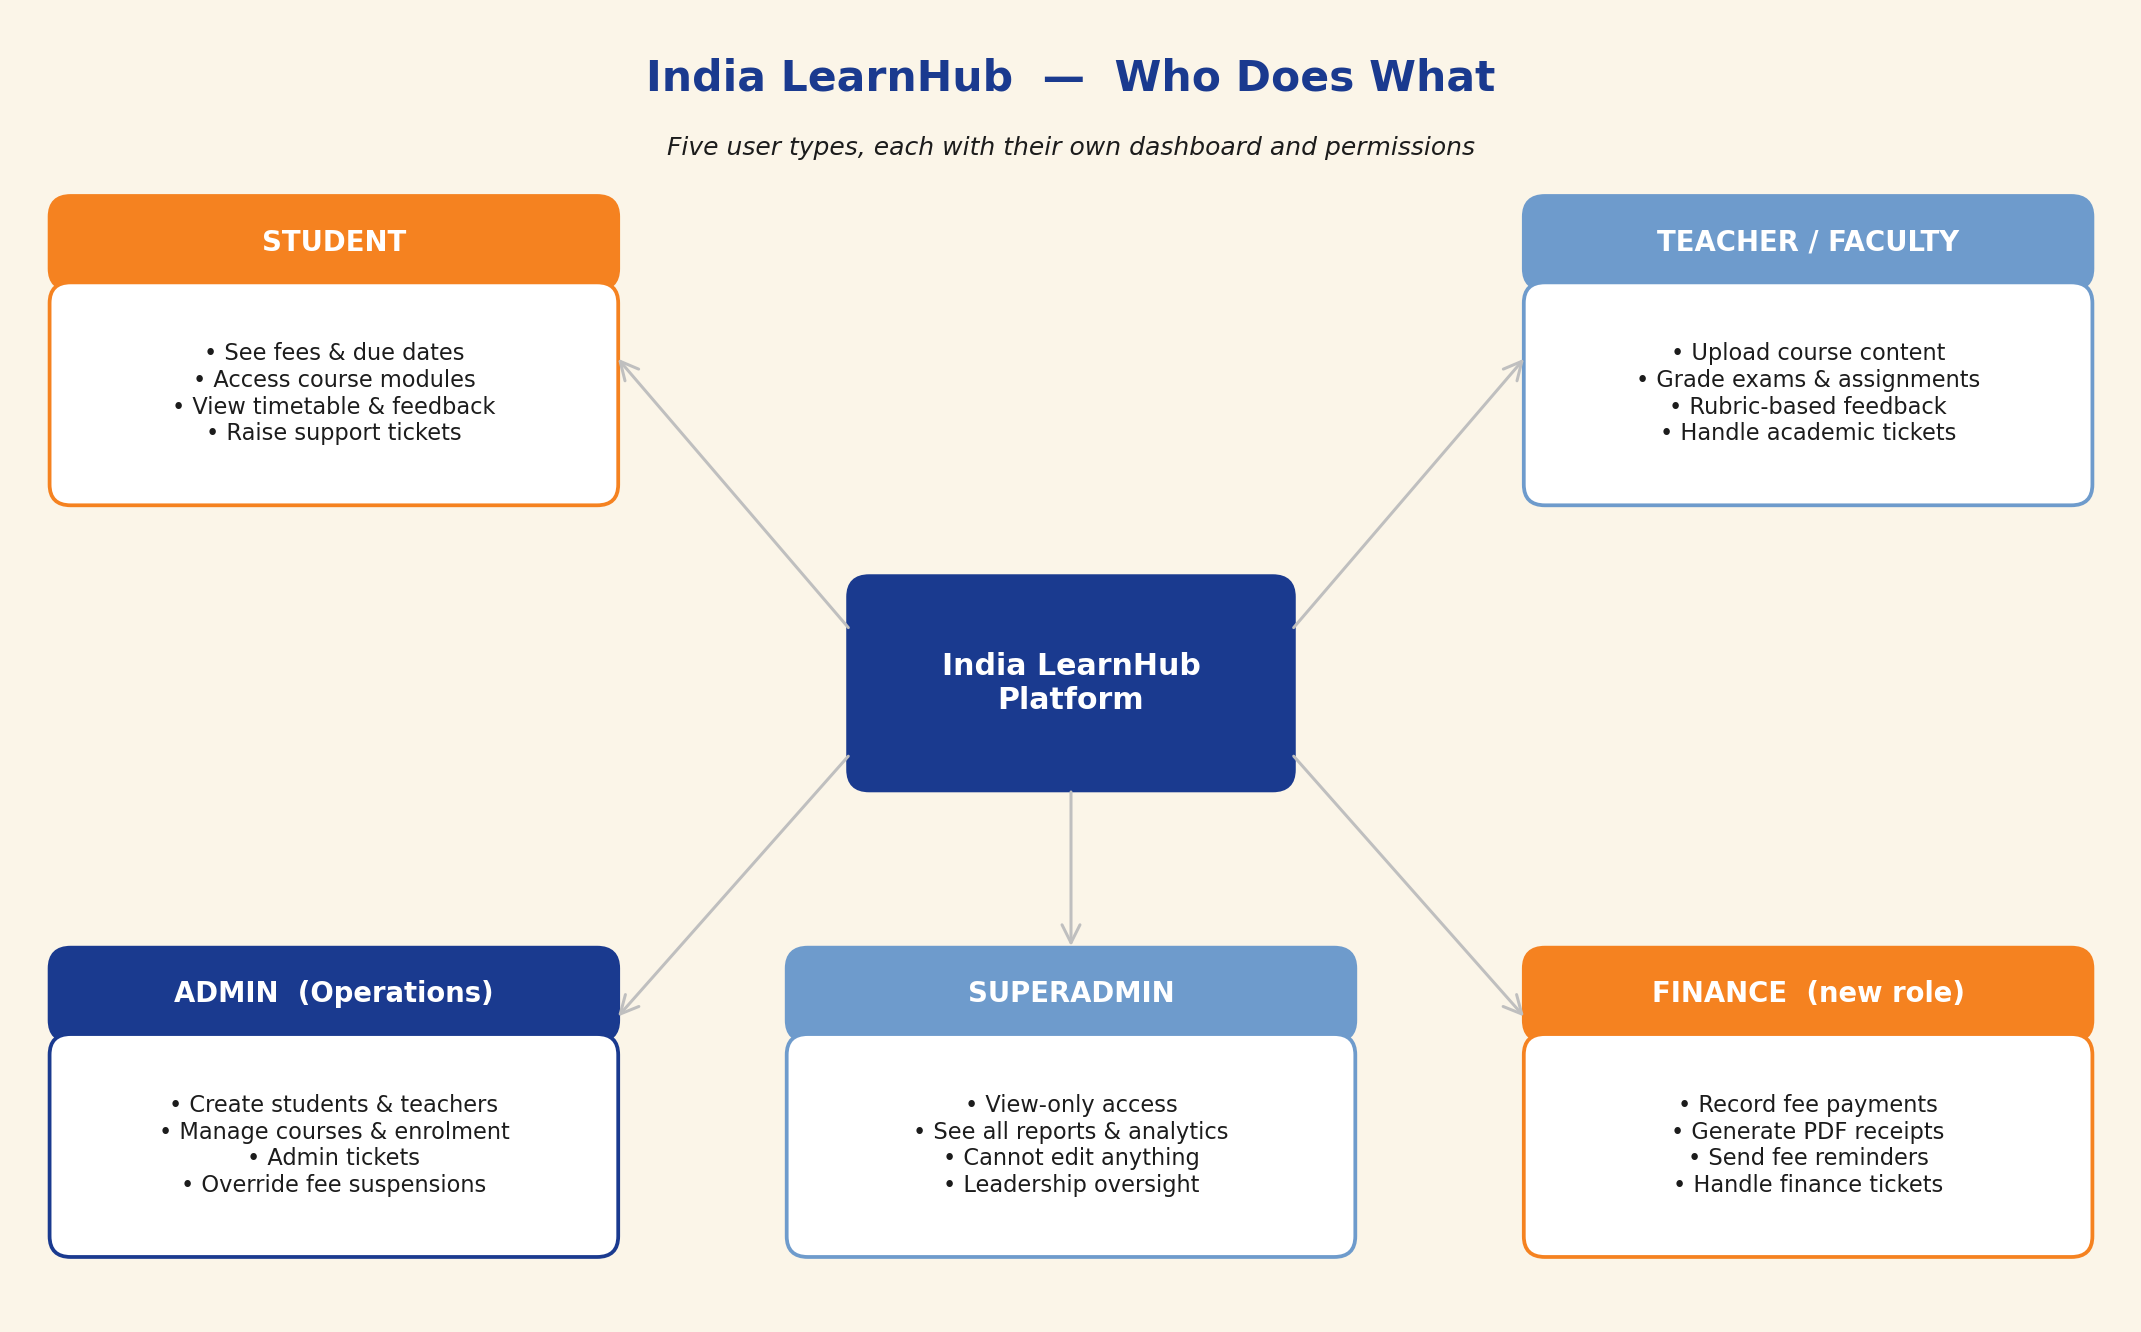 India LearnHub — Who Does What
Five user types, each with their own dashboard and permissions
STUDENT
• See fees & due dates
• Access course modules
• View timetable & feedback
• Raise support tickets
TEACHER / FACULTY
• Upload course content
• Grade exams & assignments
• Rubric-based feedback
• Handle academic tickets
India LearnHub
Platform
ADMIN (Operations)
• Create students & teachers
• Manage courses & enrolment
• Admin tickets
• Override fee suspensions
SUPERADMIN
• View-only access
• See all reports & analytics
• Cannot edit anything
• Leadership oversight
FINANCE (new role)
• Record fee payments
• Generate PDF receipts
• Send fee reminders
• Handle finance tickets